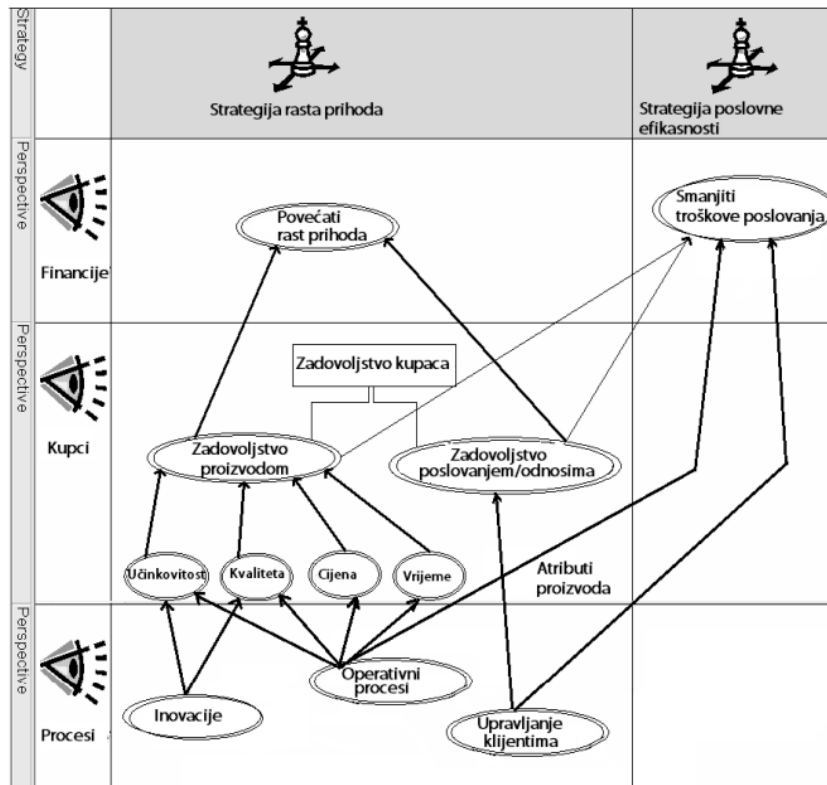 Strategy
Strategija rasta prihoda
Strategija poslovne
efikasnosti
Perspective
Financije
Povećati
rast prihoda
Smanjiti
troškove poslovanja
Perspective
Kupci
Zadovoljstvo kupaca
Zadovoljstvo
proizvodom
Zadovoljstvo
poslovanjem/odnosima
Učinkovitost
Kvaliteta
Cijena
Vrijeme
Atributi
proizvoda
Perspective
Procesi
Inovacije
Operativni
procesi
Upravljanje
klijentima